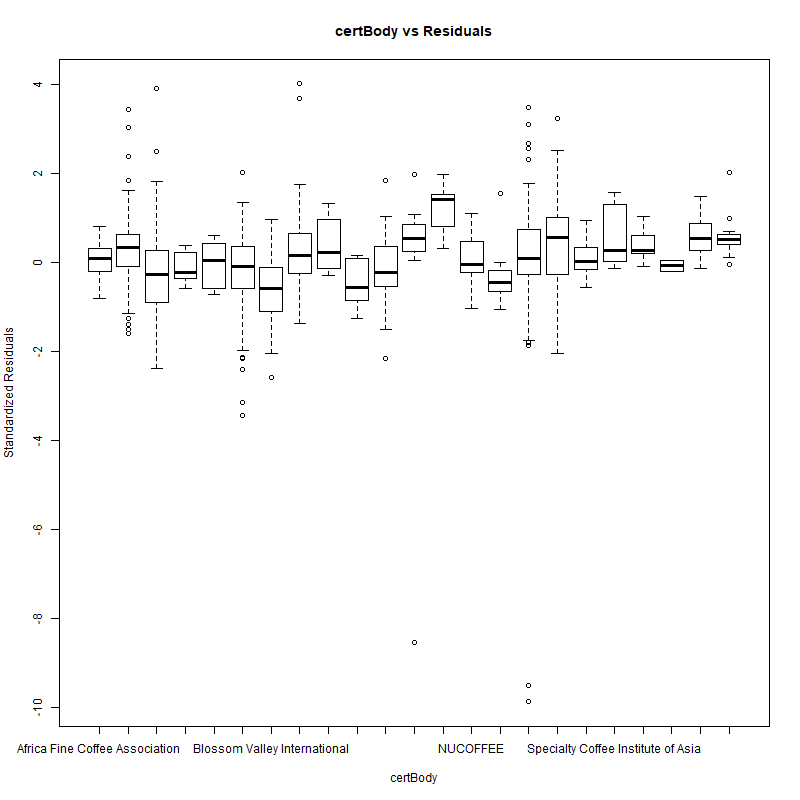 certBody vs Residuals
4
2
0
-2
-4
-6
-8
-10
Standardized Residuals
Africa Fine Coffee Association
Blossom Valley International
NUCOFFEE
Specialty Coffee Institute of Asia
certBody